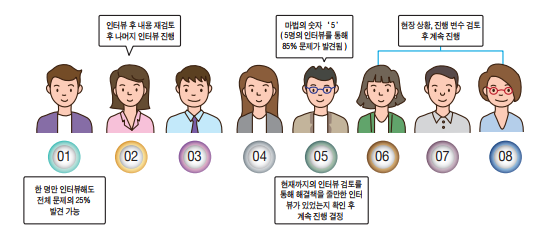 인터뷰 후 내용 재검토
후 나머지 인터뷰 진행
마법의 숫자 ‘5’
( 5명의 인터뷰를 통해
85% 문제가 발견됨 )
현장 상황, 진행 변수 검토
후 계속 진행
01
02
03
04
05
06
07
08
한 명만 인터뷰해도
전체 문제의 25%
발견 가능
현재까지의 인터뷰 검토를
통해 해결책을 줄만한 인터
뷰가 있었는지 확인 후
계속 진행 결정